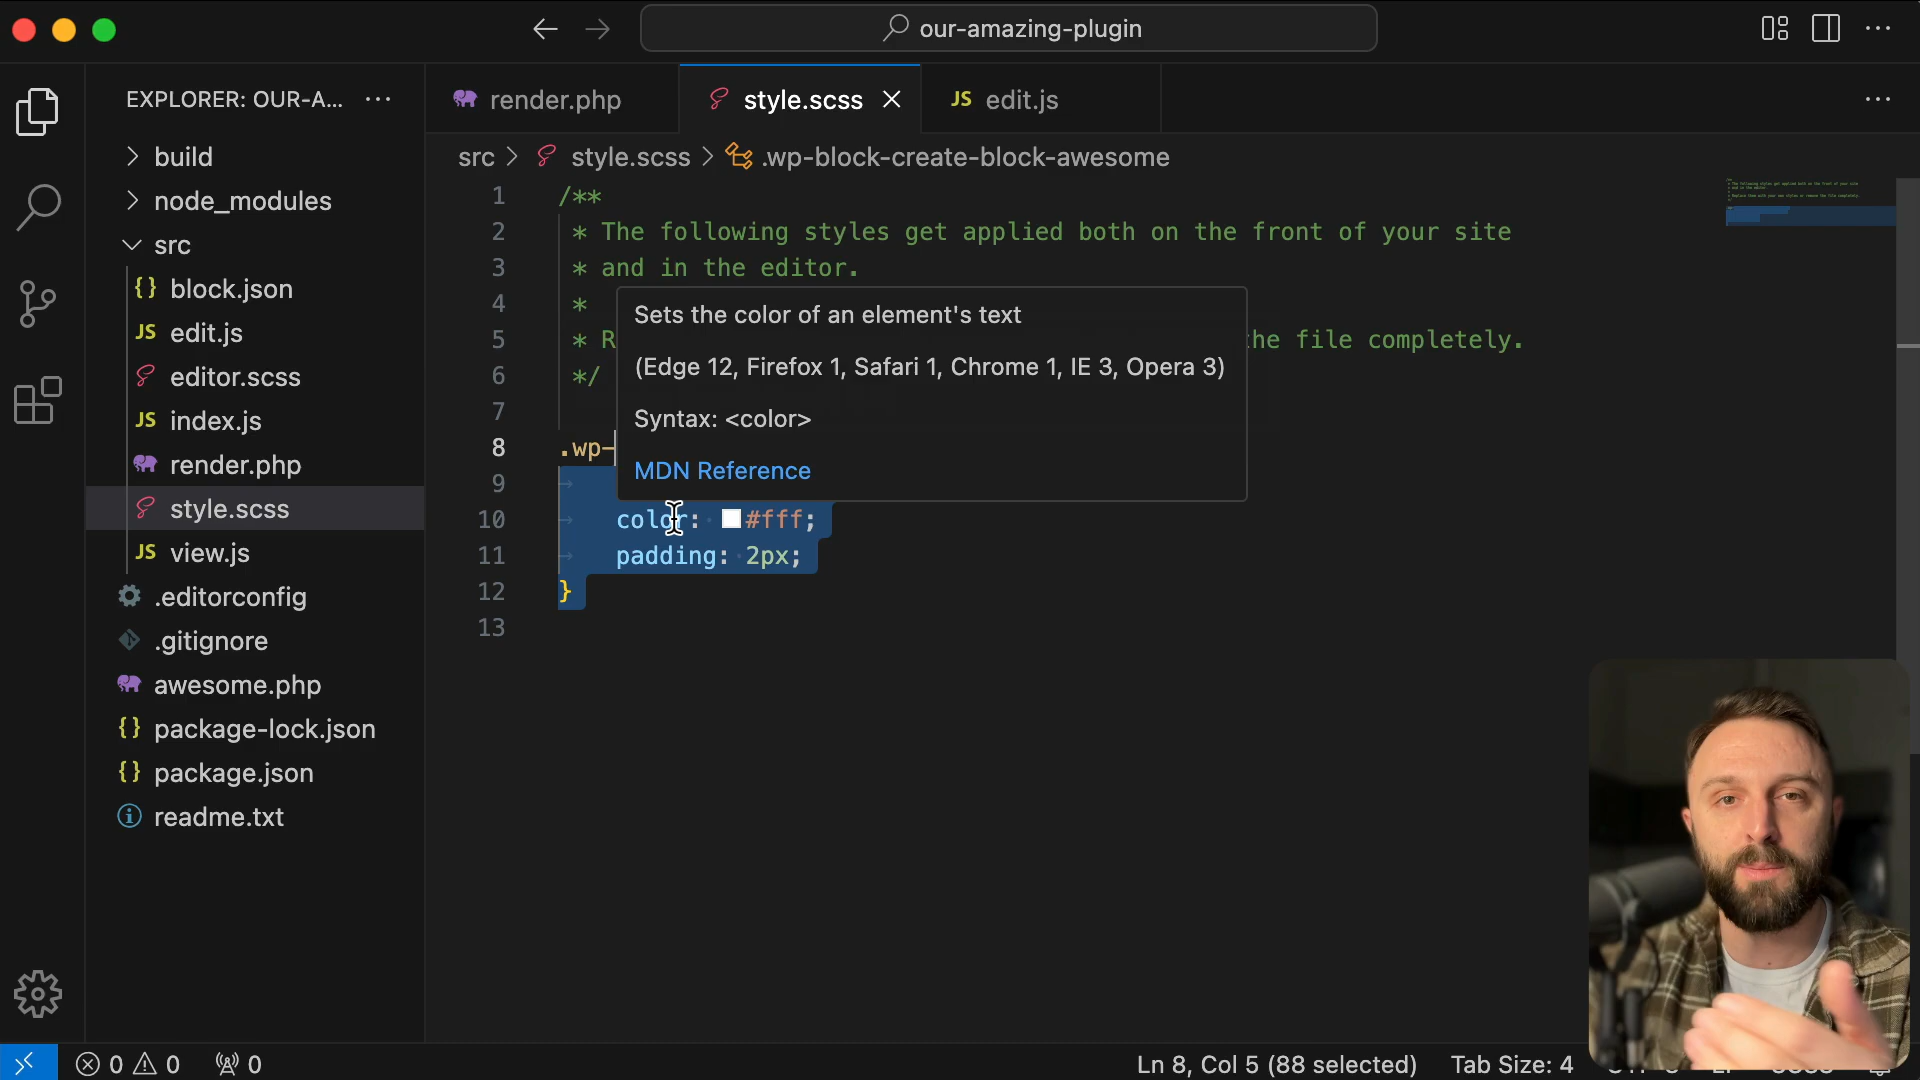 our-amazing-plugin
EXPLORER: OUR-A...
build
node_modules
src
{} block.json
JS edit.js
editor.scss
JS index.js
render.php
style.scss
JS view.js
.editorconfig
.gitignore
awesome.php
{} package-lock.json
{} package.json
readme.txt
render.php
style.scss
JS edit.js
src > style.scss > .wp-block-create-block-awesome
1 /**
2 * The following styles get applied both on the front of your site
3 * and in the editor.
4 *
5 * R he file completely.
6 */
7
8 .wp-
9
10 color: #fff;
11 padding: 2px;
12 }
13
Sets the color of an element's text
(Edge 12, Firefox 1, Safari 1, Chrome 1, IE 3, Opera 3)
Syntax: <color>
MDN Reference
0 0 0
Ln 8, Col 5 (88 selected) Tab Size: 4